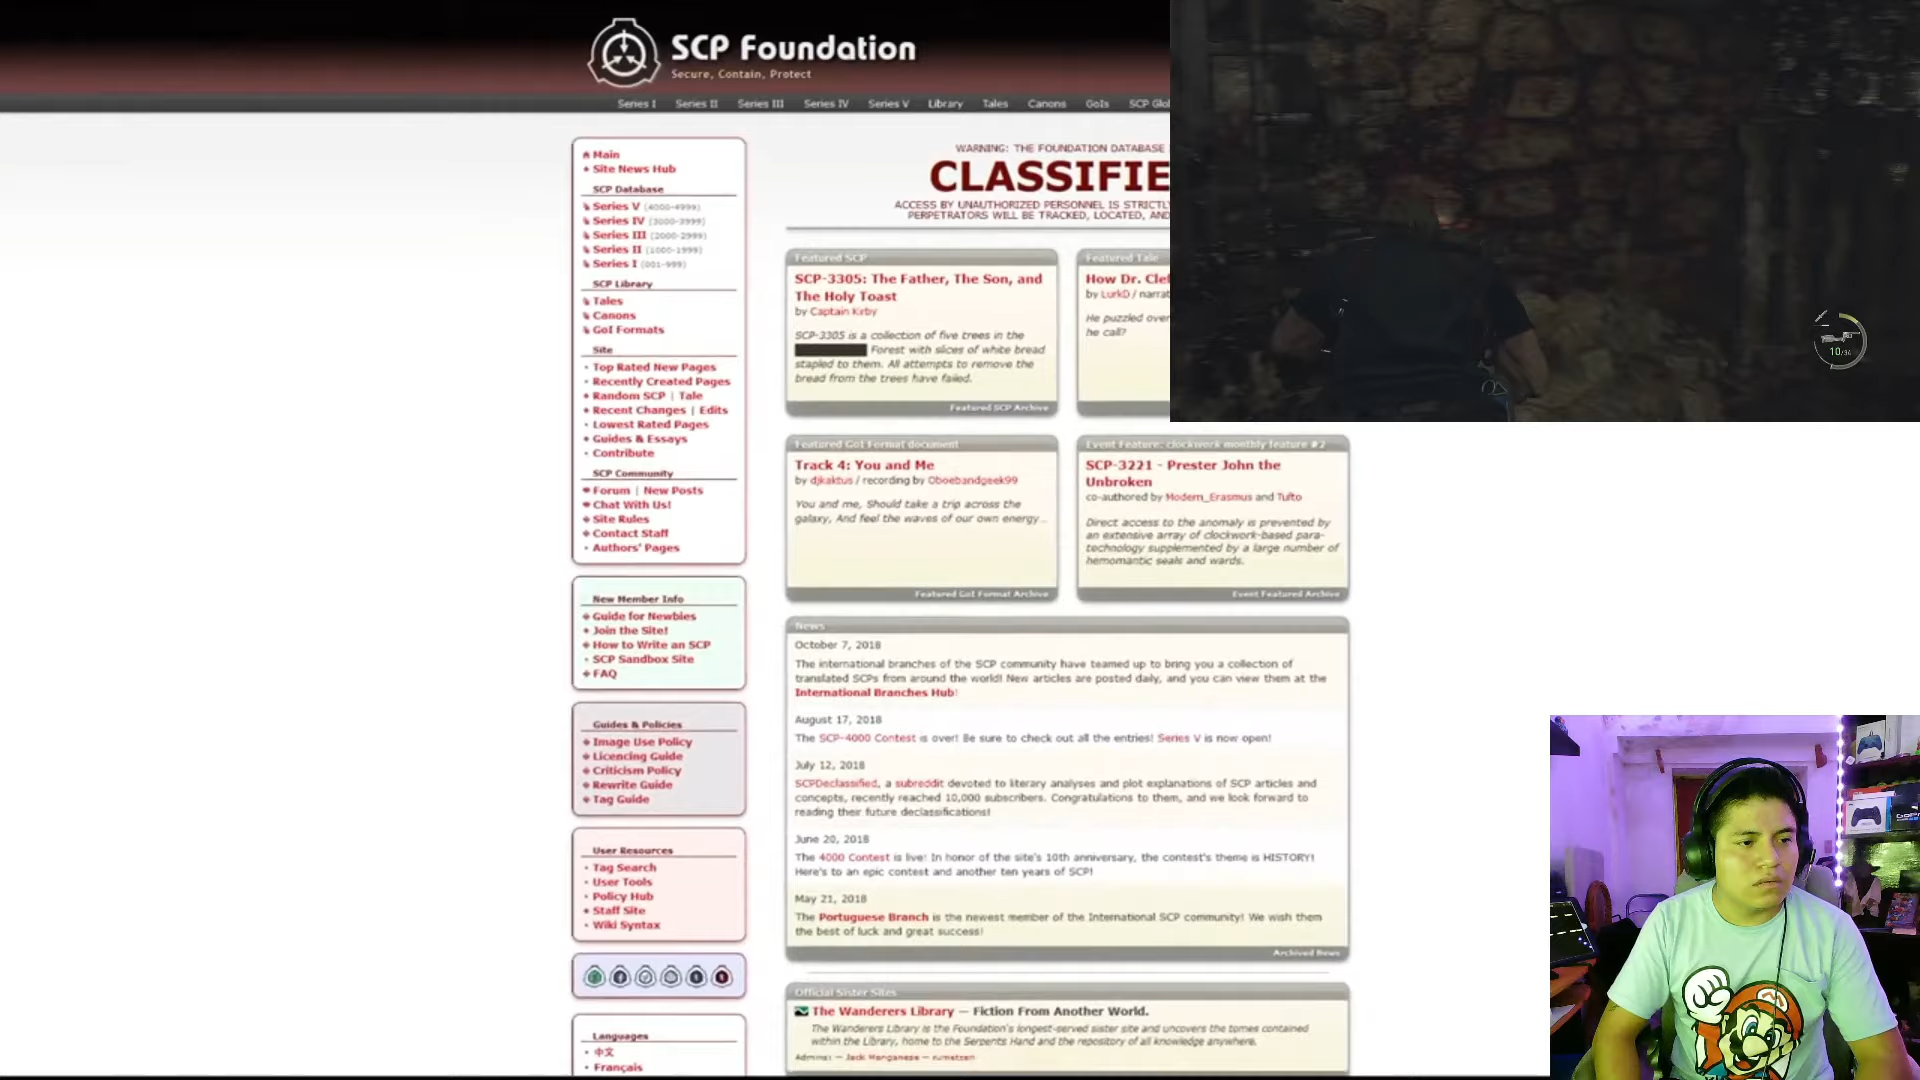 SCP Foundation
Secure, Contain, Protect
Series I Series II Series III Series IV Series V Library Tales Canons GoIs SCP Glo
Main
Site News Hub
SCP Database
Series V (4000-4999)
Series IV (3000-3999)
Series III (2000-2999)
Series II (1000-1999)
Series I (001-999)
SCP Library
Tales
Canons
GoI Formats
Site
Top Rated New Pages
Recently Created Pages
Random SCP | Tale
Recent Changes | Edits
Lowest Rated Pages
Guides & Essays
Contribute
SCP Community
Forum | New Posts
Chat With Us!
Site Rules
Contact Staff
Authors' Pages
New Member Info
Guide for Newbies
Join the Site!
How to Write an SCP
SCP Sandbox Site
FAQ
Guides & Policies
Image Use Policy
Licencing Guide
Criticism Policy
Rewrite Guide
Tag Guide
User Resources
Tag Search
User Tools
Policy Hub
Staff Site
Wiki Syntax
Languages
中文
Français
WARNING: THE FOUNDATION DATABASE
CLASSIFIE
ACCESS BY UNAUTHORIZED PERSONNEL IS STRICTL
PERPETRATORS WILL BE TRACKED, LOCATED, AND
Featured SCP
SCP-3305: The Father, The Son, and
The Holy Toast
by Captain Kirby
SCP-3305 is a collection of five trees in the
Forest with slices of white bread
stapled to them. All attempts to remove the
bread from the trees have failed.
Featured SCP Archive
Featured Tale
How Dr. Clef
by LurkD / narrat
He puzzled over
he call?
Featured GoI Format document
Track 4: You and Me
by djkaktus / recording by Oboebandgeek99
You and me, Should take a trip across the
galaxy, And feel the waves of our own energy...
Featured GoI Format Archive
Event Feature: clockwork monthly feature #2
SCP-3221 - Prester John the
Unbroken
co-authored by Modern_Erasmus and Tufto
Direct access to the anomaly is prevented by
an extensive array of clockwork-based para-
technology supplemented by a large number of
hemomantic seals and wards.
Event Featured Archive
News
October 7, 2018
The international branches of the SCP community have teamed up to bring you a collection of
translated SCPs from around the world! New articles are posted daily, and you can view them at the
International Branches Hub!
August 17, 2018
The SCP-4000 Contest is over! Be sure to check out all the entries! Series V is now open!
July 12, 2018
SCPDeclassified, a subreddit devoted to literary analyses and plot explanations of SCP articles and
concepts, recently reached 10,000 subscribers. Congratulations to them, and we look forward to
reading their future declassifications!
June 20, 2018
The 4000 Contest is live! In honor of the site's 10th anniversary, the contest's theme is HISTORY!
Here's to an epic contest and another ten years of SCP!
May 21, 2018
The Portuguese Branch is the newest member of the International SCP community! We wish them
the best of luck and great success!
Archived News
Official Sister Sites
The Wanderers Library — Fiction From Another World.
The Wanderers Library is the Foundation's longest-served sister site and uncovers the tomes contained
within the Library, home to the Serpents Hand and the repository of all knowledge anywhere.
Admins: — Jack Manganese — rumetzen
10/94